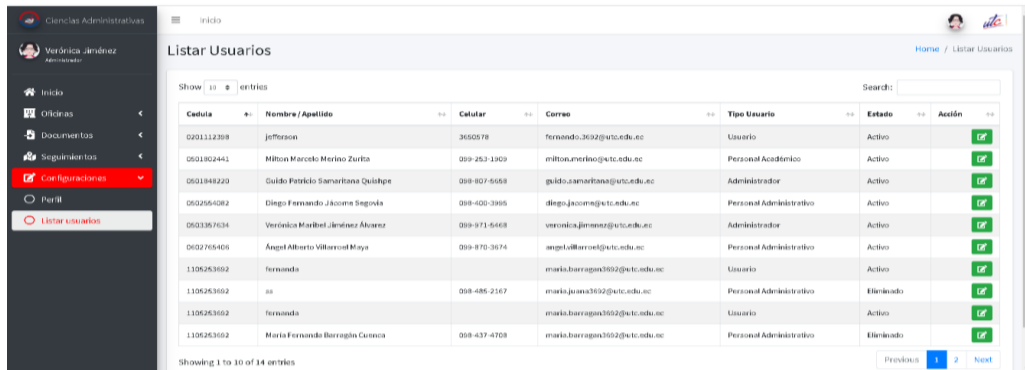 Ciencias Administrativas
Inicio
utc
Verónica Jiménez
Administrador
Listar Usuarios
Home / Listar Usuarios
Inicio
Oficinas
Documentos
Seguimientos
Configuraciones
Perfil
Listar usuarios
Show 10 entries
Search:
Cedula Nombre / Apellido Celular Correo Tipo Usuario Estado Acción
0201112398 jefferson 3650578 fernando.3692@utc.edu.ec Usuario Activo
0501802441 Milton Marcelo Merino Zurita 099-253-1909 milton.merino@utc.edu.ec Personal Académico Activo
0501948220 Guido Patricio Samaritana Quishpe 098-807-5659 guido.samaritana@utc.edu.ec Administrador Activo
0502554082 Diego Fernando Jácome Segovia 098-400-3995 diego.jacome@utc.edu.ec Personal Administrativo Activo
0503357634 Verónica Maribel Jiménez Álvarez 099-971-5468 veronica.jimenez@utc.edu.ec Administrador Activo
0602765406 Ángel Alberto Villarroel Maya 099-870-3674 angel.villarroel@utc.edu.ec Personal Administrativo Activo
1105253692 fernanda maria.barragan3692@utc.edu.ec Usuario Activo
1105253692 aa 098-485-2167 maria.juana3692@utc.edu.ec Personal Administrativo Eliminado
1105253692 fernanda maria.barragan3692@utc.edu.ec Usuario Activo
1105253692 Maria Fernanda Barragán Cuenca 098-437-4708 maria.barragan3692@utc.edu.ec Personal Administrativo Eliminado
Showing 1 to 10 of 14 entries
Previous 1 2 Next